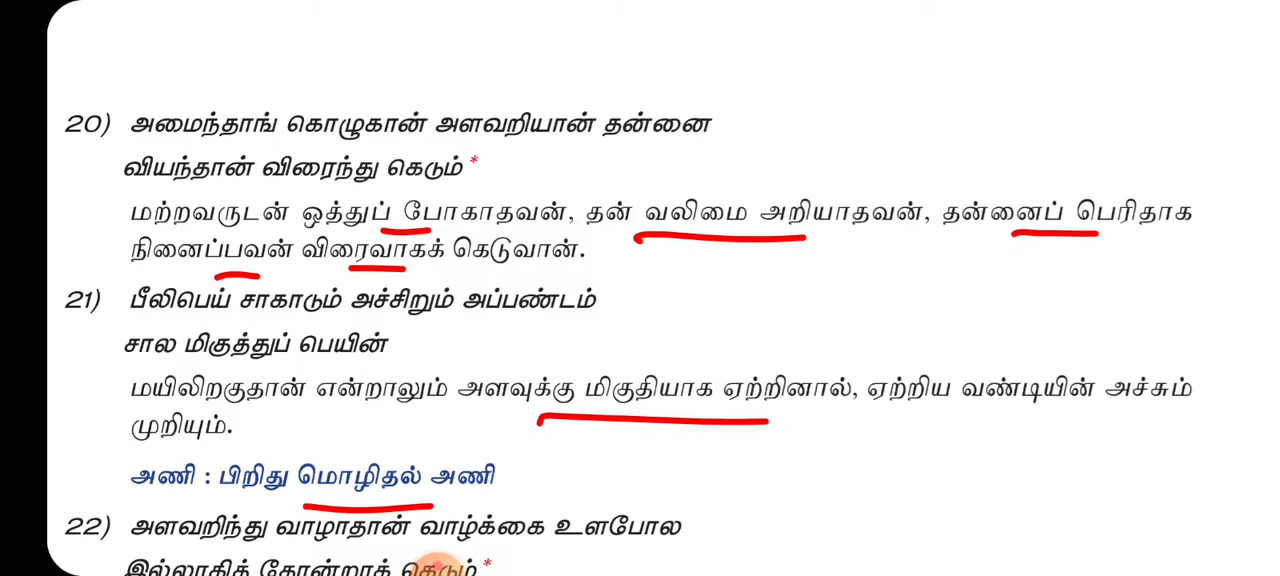 20) அமைந்தாங் கொழுகான் அளவறியான் தன்னை
வியந்தான் விரைந்து கெடும் *
மற்றவருடன் ஒத்துப் போகாதவன், தன் வலிமை அறியாதவன், தன்னைப் பெரிதாக
நினைப்பவன் விரைவாகக் கெடுவான்.
21) பீலிபெய் சாகாடும் அச்சிறும் அப்பண்டம்
சால மிகுத்துப் பெயின்
மயிலிறகுதான் என்றாலும் அளவுக்கு மிகுதியாக ஏற்றினால், ஏற்றிய வண்டியின் அச்சும்
முறியும்.
அணி : பிறிது மொழிதல் அணி
22) அளவறிந்து வாழாதான் வாழ்க்கை உளபோல
இல்லாகித் தோன்றாக் கெடும் *